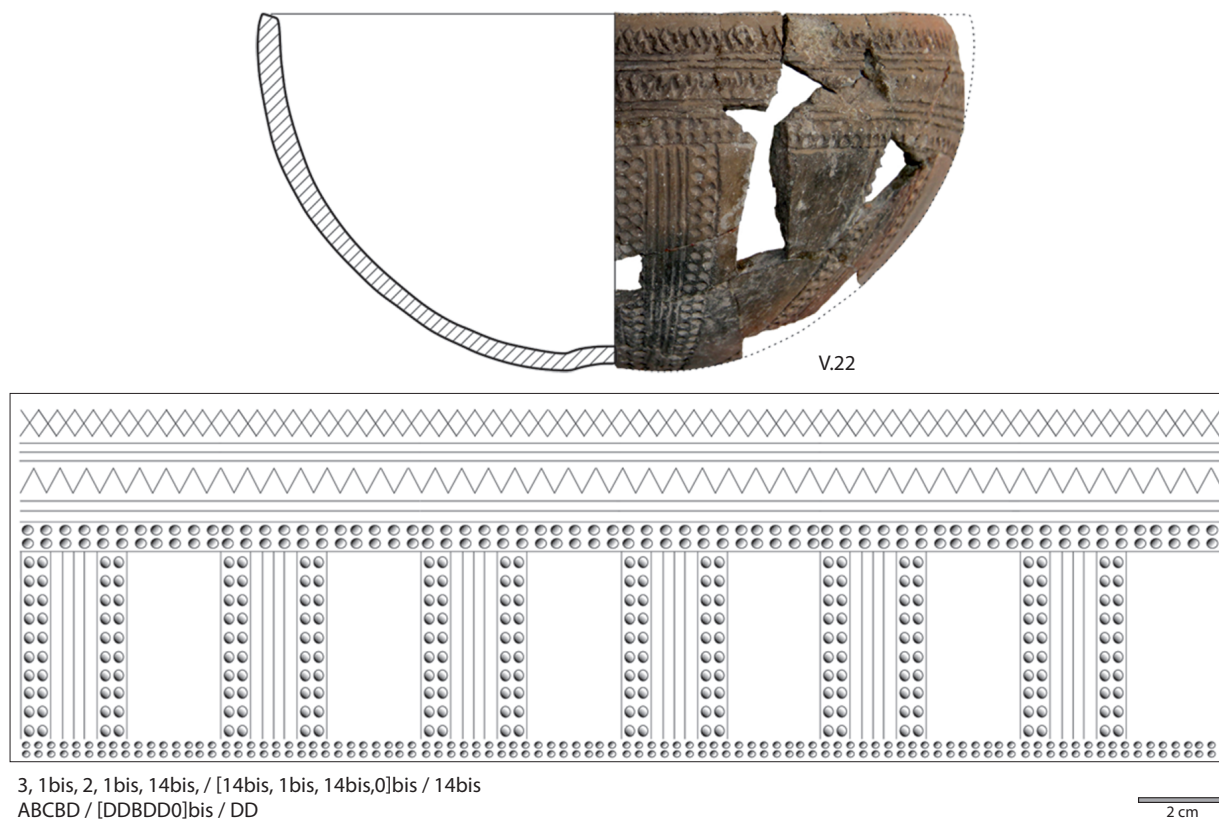 V.22
3, 1bis, 2, 1bis, 14bis, / [14bis, 1bis, 14bis,0]bis / 14bis
ABCBD / [DDBDD0]bis / DD
2 cm